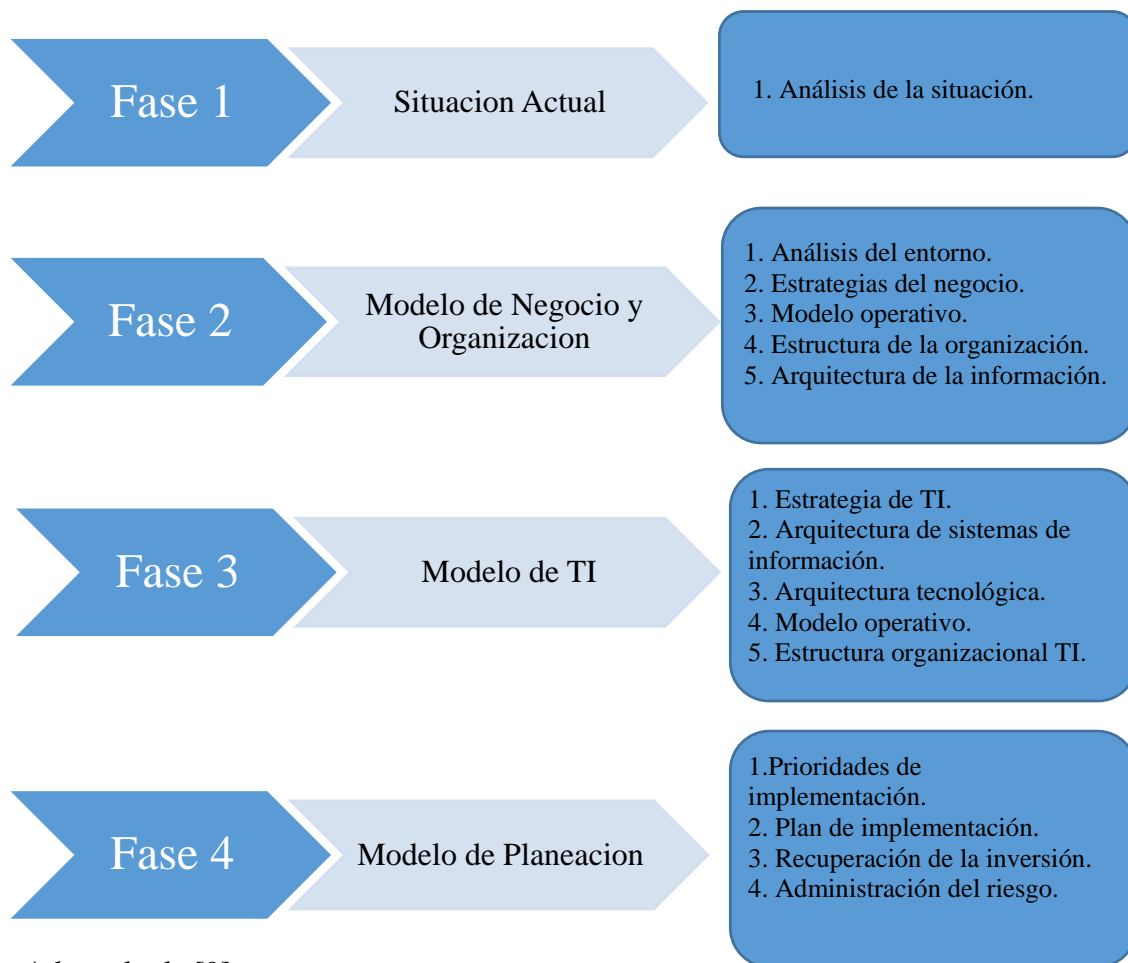 Fase 1
Situacion Actual
1. Análisis de la situación.
Fase 2
Modelo de Negocio y
Organizacion
1. Análisis del entorno.
2. Estrategias del negocio.
3. Modelo operativo.
4. Estructura de la organización.
5. Arquitectura de la información.
Fase 3
Modelo de TI
1. Estrategia de TI.
2. Arquitectura de sistemas de
información.
3. Arquitectura tecnológica.
4. Modelo operativo.
5. Estructura organizacional TI.
Fase 4
Modelo de Planeacion
1.Prioridades de
implementación.
2. Plan de implementación.
3. Recuperación de la inversión.
4. Administración del riesgo.